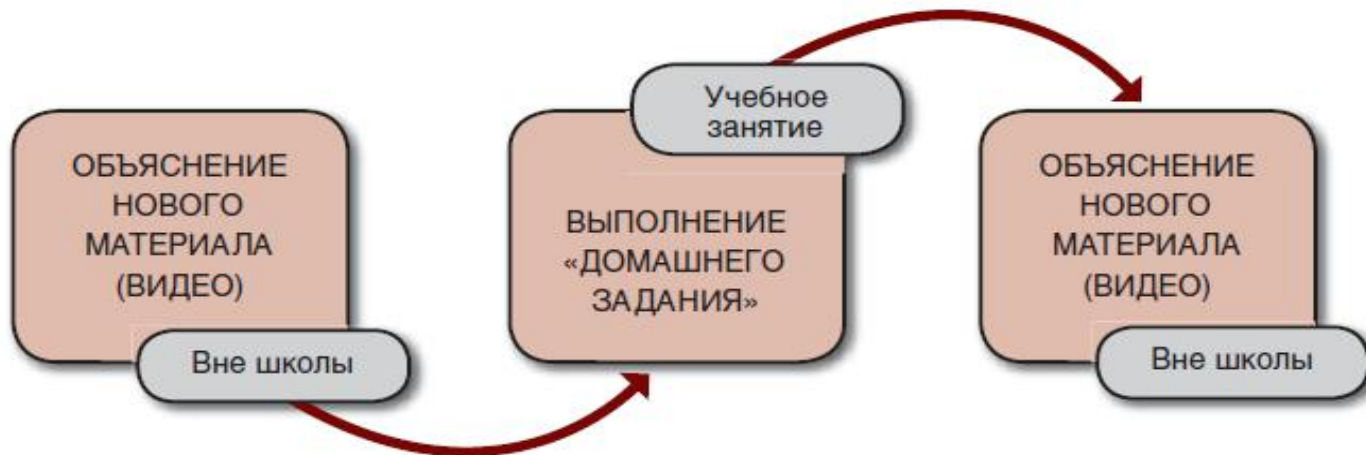 ОБЪЯСНЕНИЕ
НОВОГО
МАТЕРИАЛА
(ВИДЕО)
Вне школы
Учебное
занятие
ВЫПОЛНЕНИЕ
«ДОМАШНЕГО
ЗАДАНИЯ»
ОБЪЯСНЕНИЕ
НОВОГО
МАТЕРИАЛА
(ВИДЕО)
Вне школы